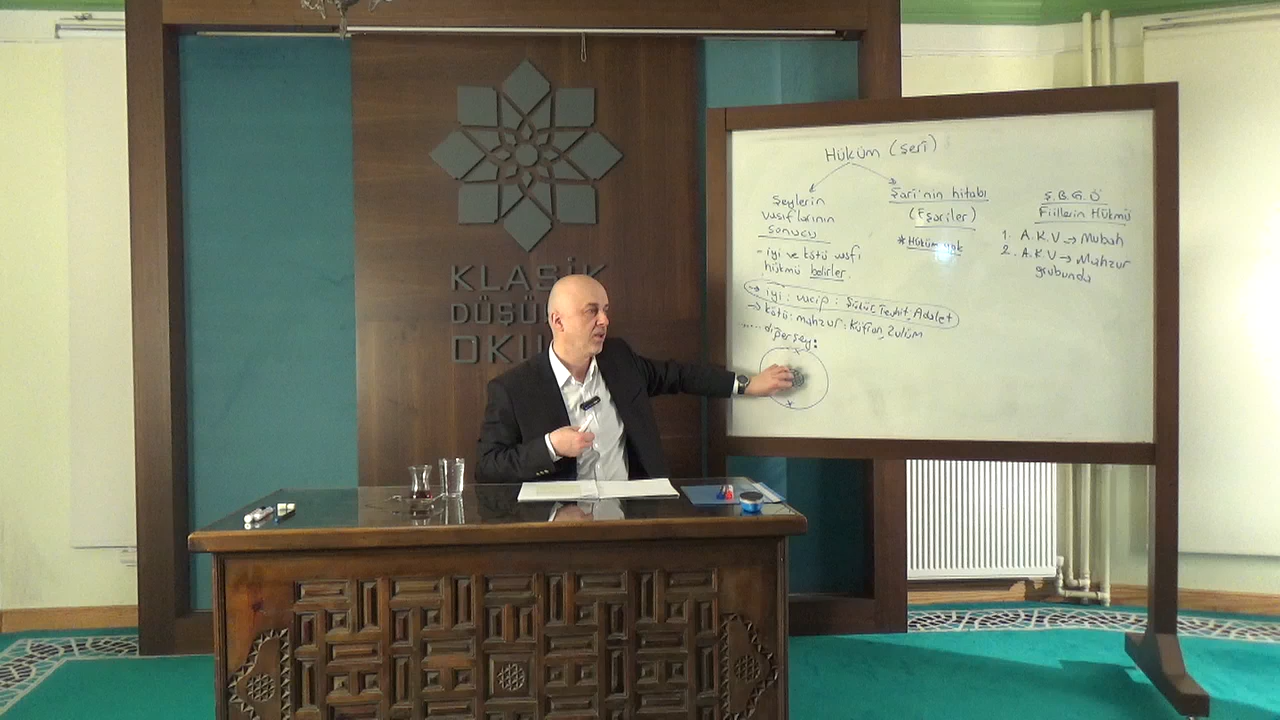 KLASİK
DÜŞÜ
OKU
Hüküm (şerî)
Şeylerin
vasıflarının
sonucu
- iyi ve kötü vasfı
hükmü belirler.
→ iyi : vacip : Şükür, Tevhit, Adalet
→ kötü : mahzur : Küfran, Zulüm
..... diğer şey :
Şari'nin hitabı
(Eşariler)
* Hüküm yok
Ş.B.G.Ö
Fiillerin Hükmü
1. A.K.V → Mubah
2. A.K.V → Mahzur
grubunda